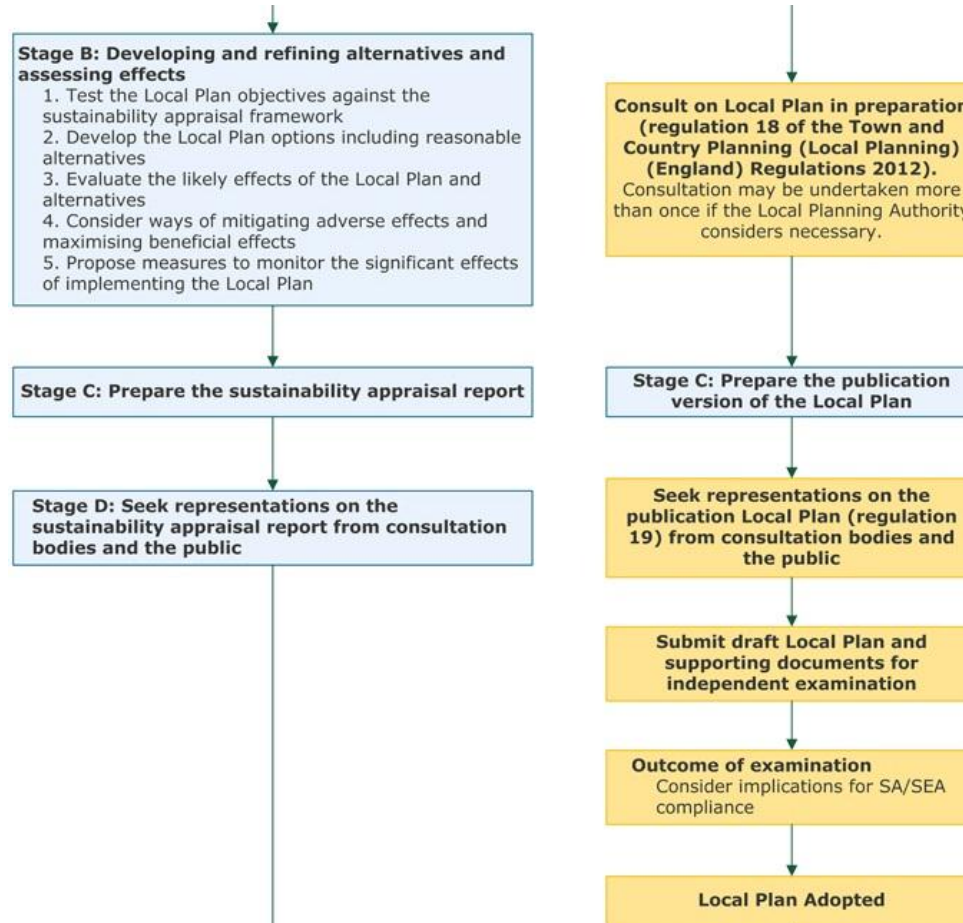 Stage B: Developing and refining alternatives and
assessing effects
1. Test the Local Plan objectives against the
sustainability appraisal framework
2. Develop the Local Plan options including reasonable
alternatives
3. Evaluate the likely effects of the Local Plan and
alternatives
4. Consider ways of mitigating adverse effects and
maximising beneficial effects
5. Propose measures to monitor the significant effects
of implementing the Local Plan
Stage C: Prepare the sustainability appraisal report
Stage D: Seek representations on the
sustainability appraisal report from consultation
bodies and the public
Consult on Local Plan in preparation
(regulation 18 of the Town and
Country Planning (Local Planning)
(England) Regulations 2012).
Consultation may be undertaken more
than once if the Local Planning Authority
considers necessary.
Stage C: Prepare the publication
version of the Local Plan
Seek representations on the
publication Local Plan (regulation
19) from consultation bodies and
the public
Submit draft Local Plan and
supporting documents for
independent examination
Outcome of examination
Consider implications for SA/SEA
compliance
Local Plan Adopted